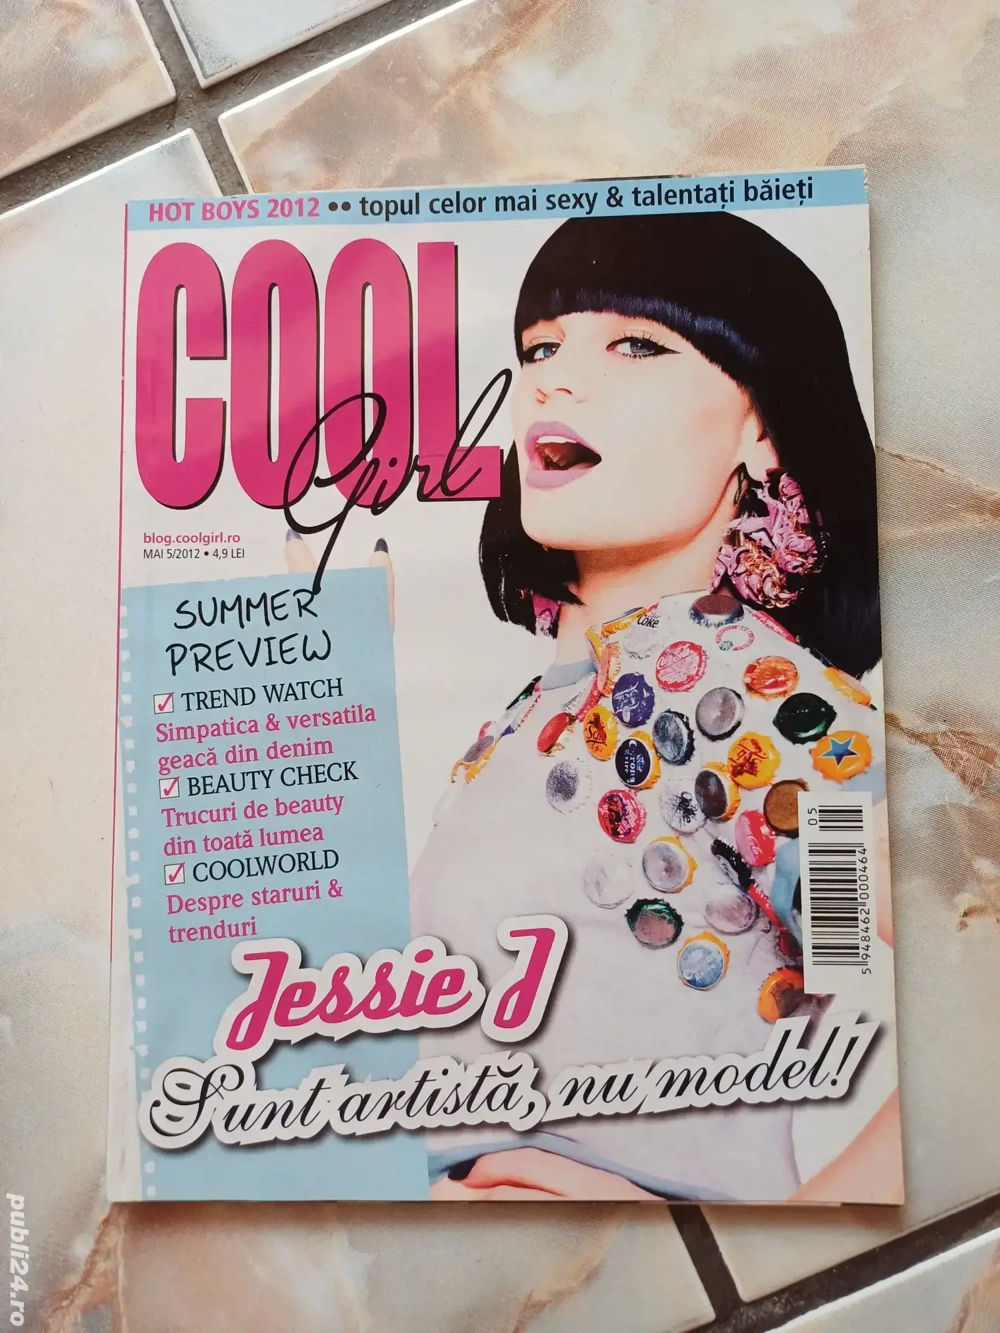 HOT BOYS 2012 •• topul celor mai sexy & talentați băieți
COOL
Girl
blog.coolgirl.ro
MAI 5/2012 • 4,9 LEI
SUMMER
PREVIEW
TREND WATCH
Simpatica & versatila
geacă din denim
BEAUTY CHECK
Trucuri de beauty
din toată lumea
COOLWORLD
Despre staruri &
trenduri
Jessie J
Sunt artistă, nu model!
Coke
05
5 948462 000464
publi24.ro